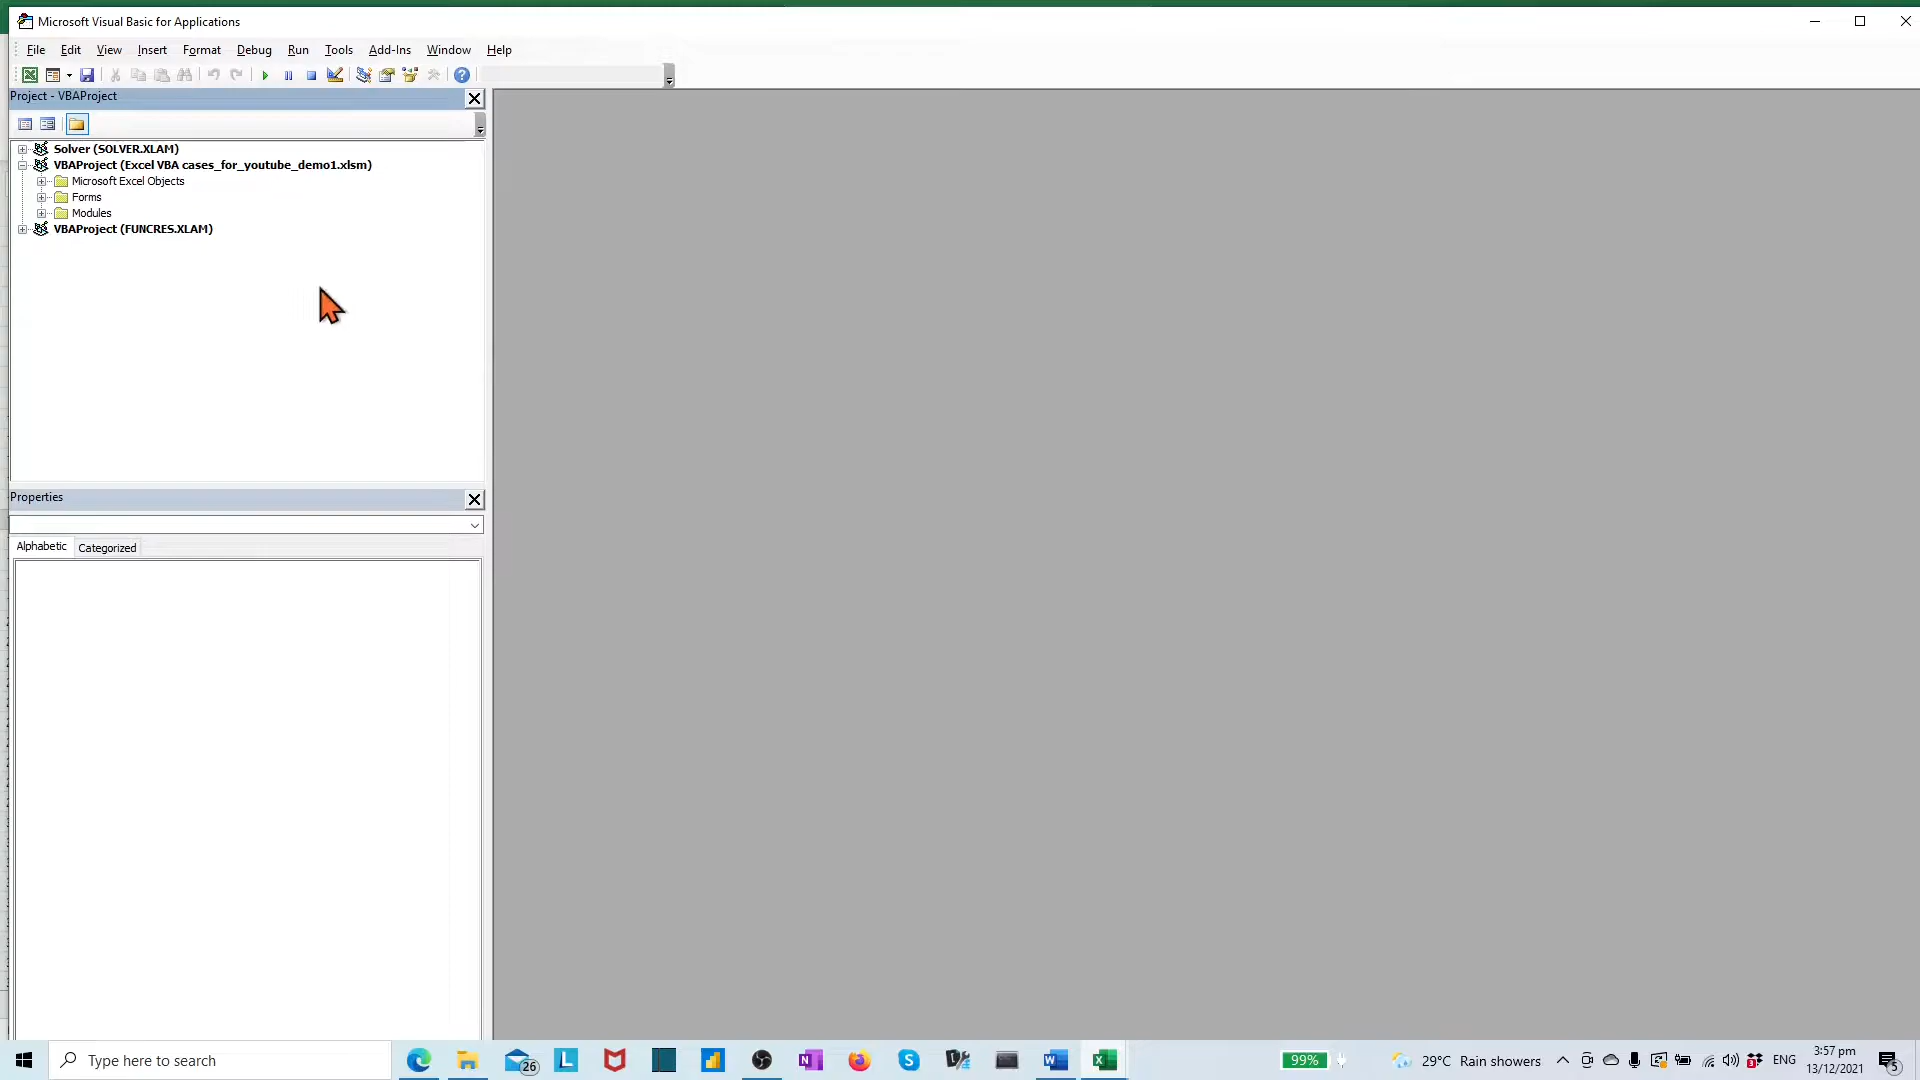 Microsoft Visual Basic for Applications
File Edit View Insert Format Debug Run Tools Add-Ins Window Help
Project - VBAProject
Solver (SOLVER.XLAM)
VBAProject (Excel VBA cases_for_youtube_demo1.xlsm)
Microsoft Excel Objects
Forms
Modules
VBAProject (FUNCRES.XLAM)
Properties
Alphabetic Categorized
Type here to search
26
99%
29°C Rain showers
ENG
3:57 pm
13/12/2021
5